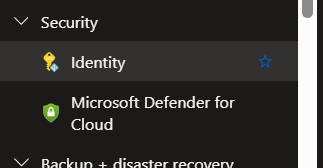 Security
Identity
Microsoft Defender for
Cloud
Backup + disaster recovery